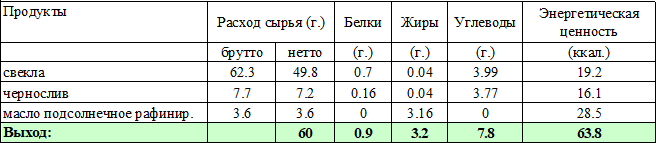 Продукты Расход сырья (г.) Белки Жиры Углеводы Энергетическая ценность
брутто нетто (г.) (г.) (г.) (ккал.)
свекла 62.3 49.8 0.7 0.04 3.99 19.2
чернослив 7.7 7.2 0.16 0.04 3.77 16.1
масло подсолнечное рафинир. 3.6 3.6 0 3.16 0 28.5
Выход: 60 0.9 3.2 7.8 63.8